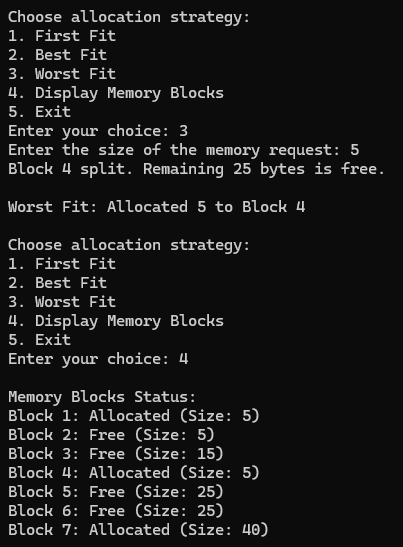 Choose allocation strategy:
1. First Fit
2. Best Fit
3. Worst Fit
4. Display Memory Blocks
5. Exit
Enter your choice: 3
Enter the size of the memory request: 5
Block 4 split. Remaining 25 bytes is free.
Worst Fit: Allocated 5 to Block 4
Choose allocation strategy:
1. First Fit
2. Best Fit
3. Worst Fit
4. Display Memory Blocks
5. Exit
Enter your choice: 4
Memory Blocks Status:
Block 1: Allocated (Size: 5)
Block 2: Free (Size: 5)
Block 3: Free (Size: 15)
Block 4: Allocated (Size: 5)
Block 5: Free (Size: 25)
Block 6: Free (Size: 25)
Block 7: Allocated (Size: 40)